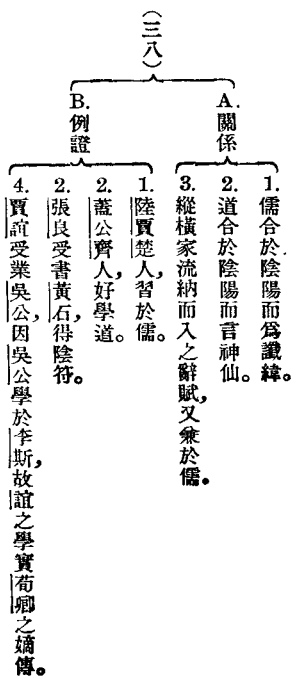 （三八）
A. 關係
1. 儒合於陰陽而爲讖緯。
2. 道合於陰陽而言神仙。
3. 縱橫家流納而入之辭賦，又兼於儒。
B. 例證
1. 陸賈楚人，習於儒。
2. 蓋公齊人，好學道。
2. 張良受書黃石，得陰符。
4. 賈誼受業吳公，因吳公學於李斯，故誼之學實荀卿之嫡傳。